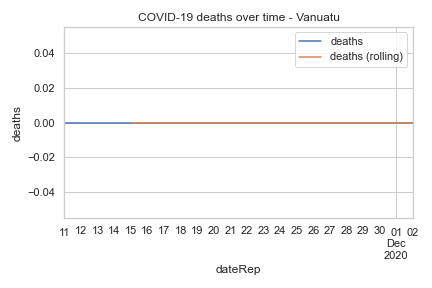 COVID-19 deaths over time - Vanuatu
deaths
deaths (rolling)
0.04
0.02
0.00
−0.02
−0.04
deaths
11 12 13 14 15 16 17 18 19 20 21 22 23 24 25 26 27 28 29 30 01 02
Dec
2020
dateRep